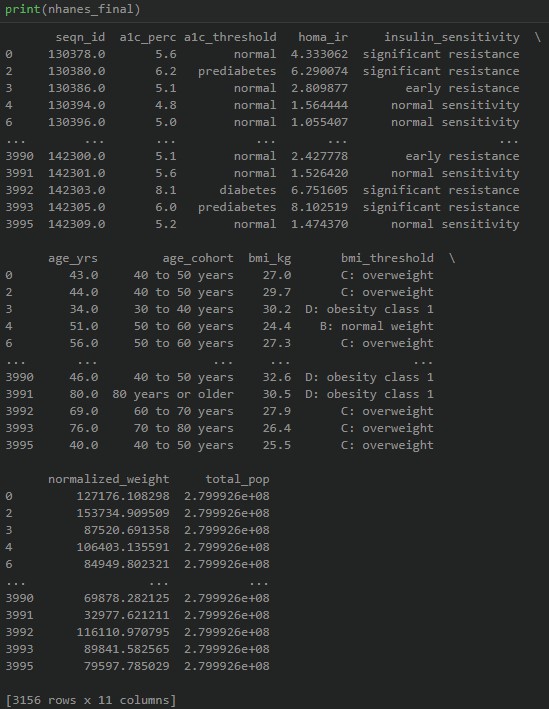 print(nhanes_final)
seqn_id a1c_perc a1c_threshold homa_ir insulin_sensitivity \
0 130378.0 5.6 normal 4.333062 significant resistance
2 130380.0 6.2 prediabetes 6.290074 significant resistance
3 130386.0 5.1 normal 2.809877 early resistance
4 130394.0 4.8 normal 1.564444 normal sensitivity
6 130396.0 5.0 normal 1.055407 normal sensitivity
... ... ... ... ... ...
3990 142300.0 5.1 normal 2.427778 early resistance
3991 142301.0 5.6 normal 1.526420 normal sensitivity
3992 142303.0 8.1 diabetes 6.751605 significant resistance
3993 142305.0 6.0 prediabetes 8.102519 significant resistance
3995 142309.0 5.2 normal 1.474370 normal sensitivity
age_yrs age_cohort bmi_kg bmi_threshold \
0 43.0 40 to 50 years 27.0 C: overweight
2 44.0 40 to 50 years 29.7 C: overweight
3 34.0 30 to 40 years 30.2 D: obesity class 1
4 51.0 50 to 60 years 24.4 B: normal weight
6 56.0 50 to 60 years 27.3 C: overweight
... ... ... ... ...
3990 46.0 40 to 50 years 32.6 D: obesity class 1
3991 80.0 80 years or older 30.5 D: obesity class 1
3992 69.0 60 to 70 years 27.9 C: overweight
3993 76.0 70 to 80 years 26.4 C: overweight
3995 40.0 40 to 50 years 25.5 C: overweight
normalized_weight total_pop
0 127176.108298 2.799926e+08
2 153734.909509 2.799926e+08
3 87520.691358 2.799926e+08
4 106403.135591 2.799926e+08
6 84949.802321 2.799926e+08
... ... ...
3990 69878.282125 2.799926e+08
3991 32977.621211 2.799926e+08
3992 116110.970795 2.799926e+08
3993 89841.582565 2.799926e+08
3995 79597.785029 2.799926e+08
[3156 rows x 11 columns]